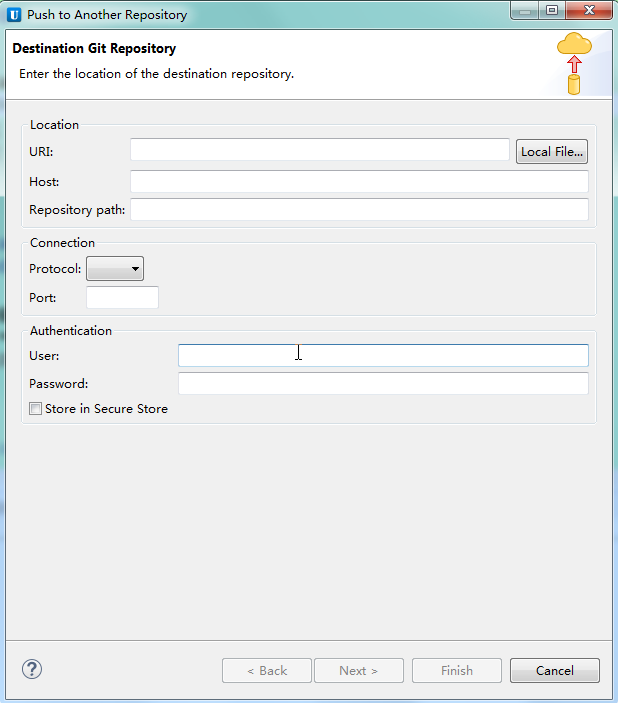 U Push to Another Repository
Destination Git Repository
Enter the location of the destination repository.
Location
URI: Local File...
Host:
Repository path:
Connection
Protocol:
Port:
Authentication
User:
Password:
Store in Secure Store
? < Back Next > Finish Cancel